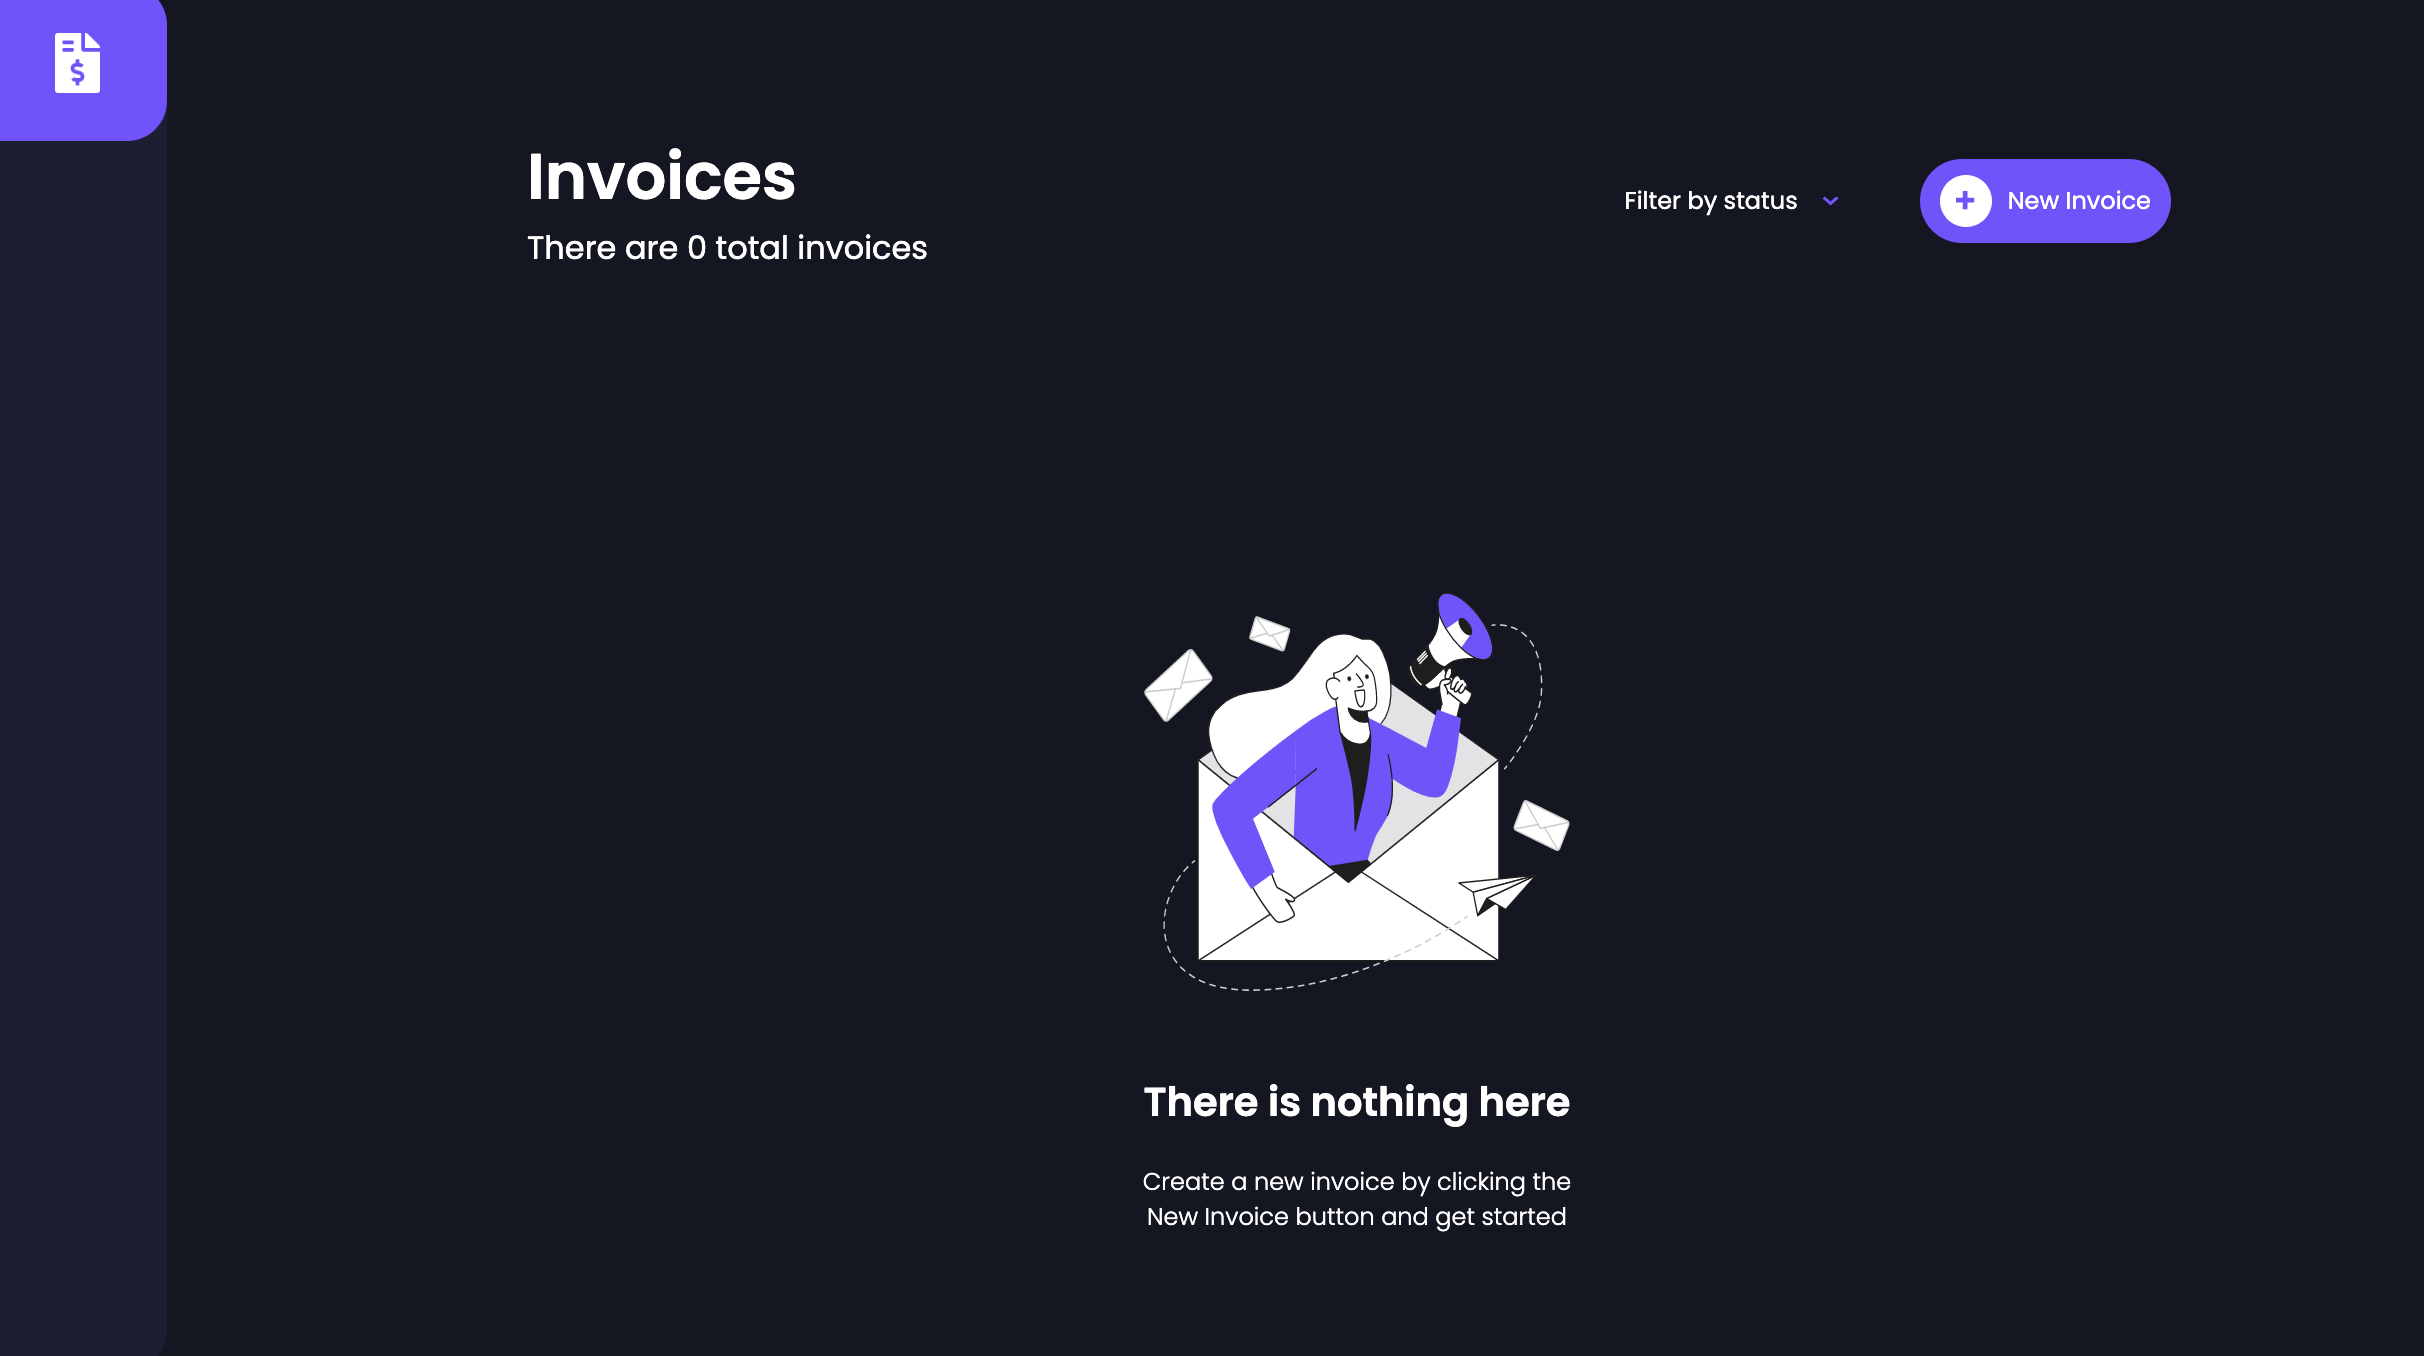 $
Invoices
There are 0 total invoices
Filter by status
New Invoice
There is nothing here
Create a new invoice by clicking the
New Invoice button and get started